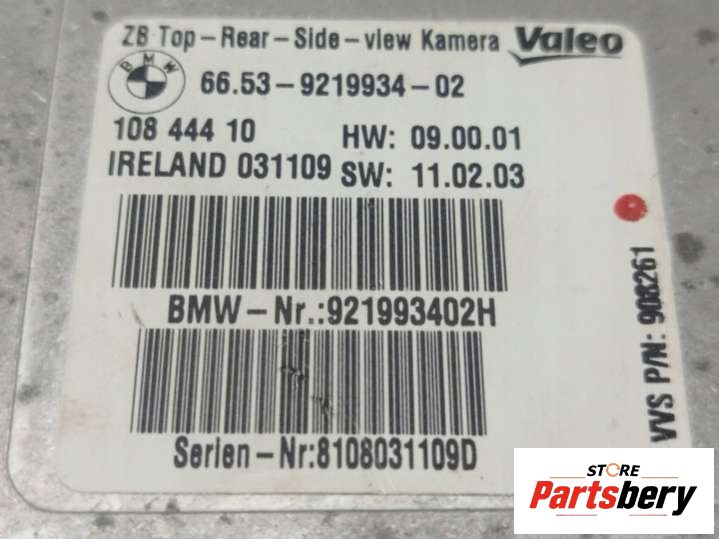 ZB Top-Rear-Side-view Kamera Valeo
BMW
66.53-9219934-02
108 444 10 HW: 09.00.01
IRELAND 031109 SW: 11.02.03
BMW-Nr.:921993402H
Serien-Nr:8108031109D
VVS P/N: 908261
STORE
Partsbery